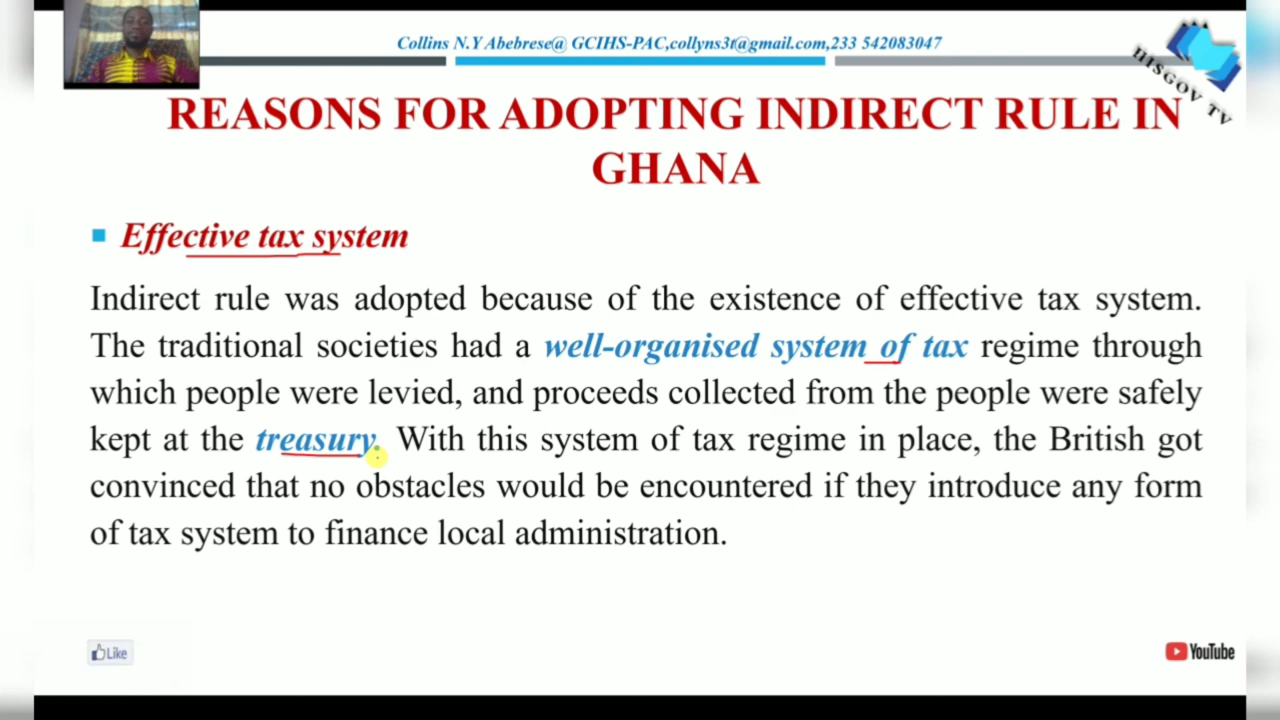 Collins N.Y Abebrese@ GCIHS-PAC,collyns3t@gmail.com,233 542083047
HISGOV TV
REASONS FOR ADOPTING INDIRECT RULE IN
GHANA
Effective tax system
Indirect rule was adopted because of the existence of effective tax system.
The traditional societies had a well-organised system of tax regime through
which people were levied, and proceeds collected from the people were safely
kept at the treasury. With this system of tax regime in place, the British got
convinced that no obstacles would be encountered if they introduce any form
of tax system to finance local administration.
Like
YouTube